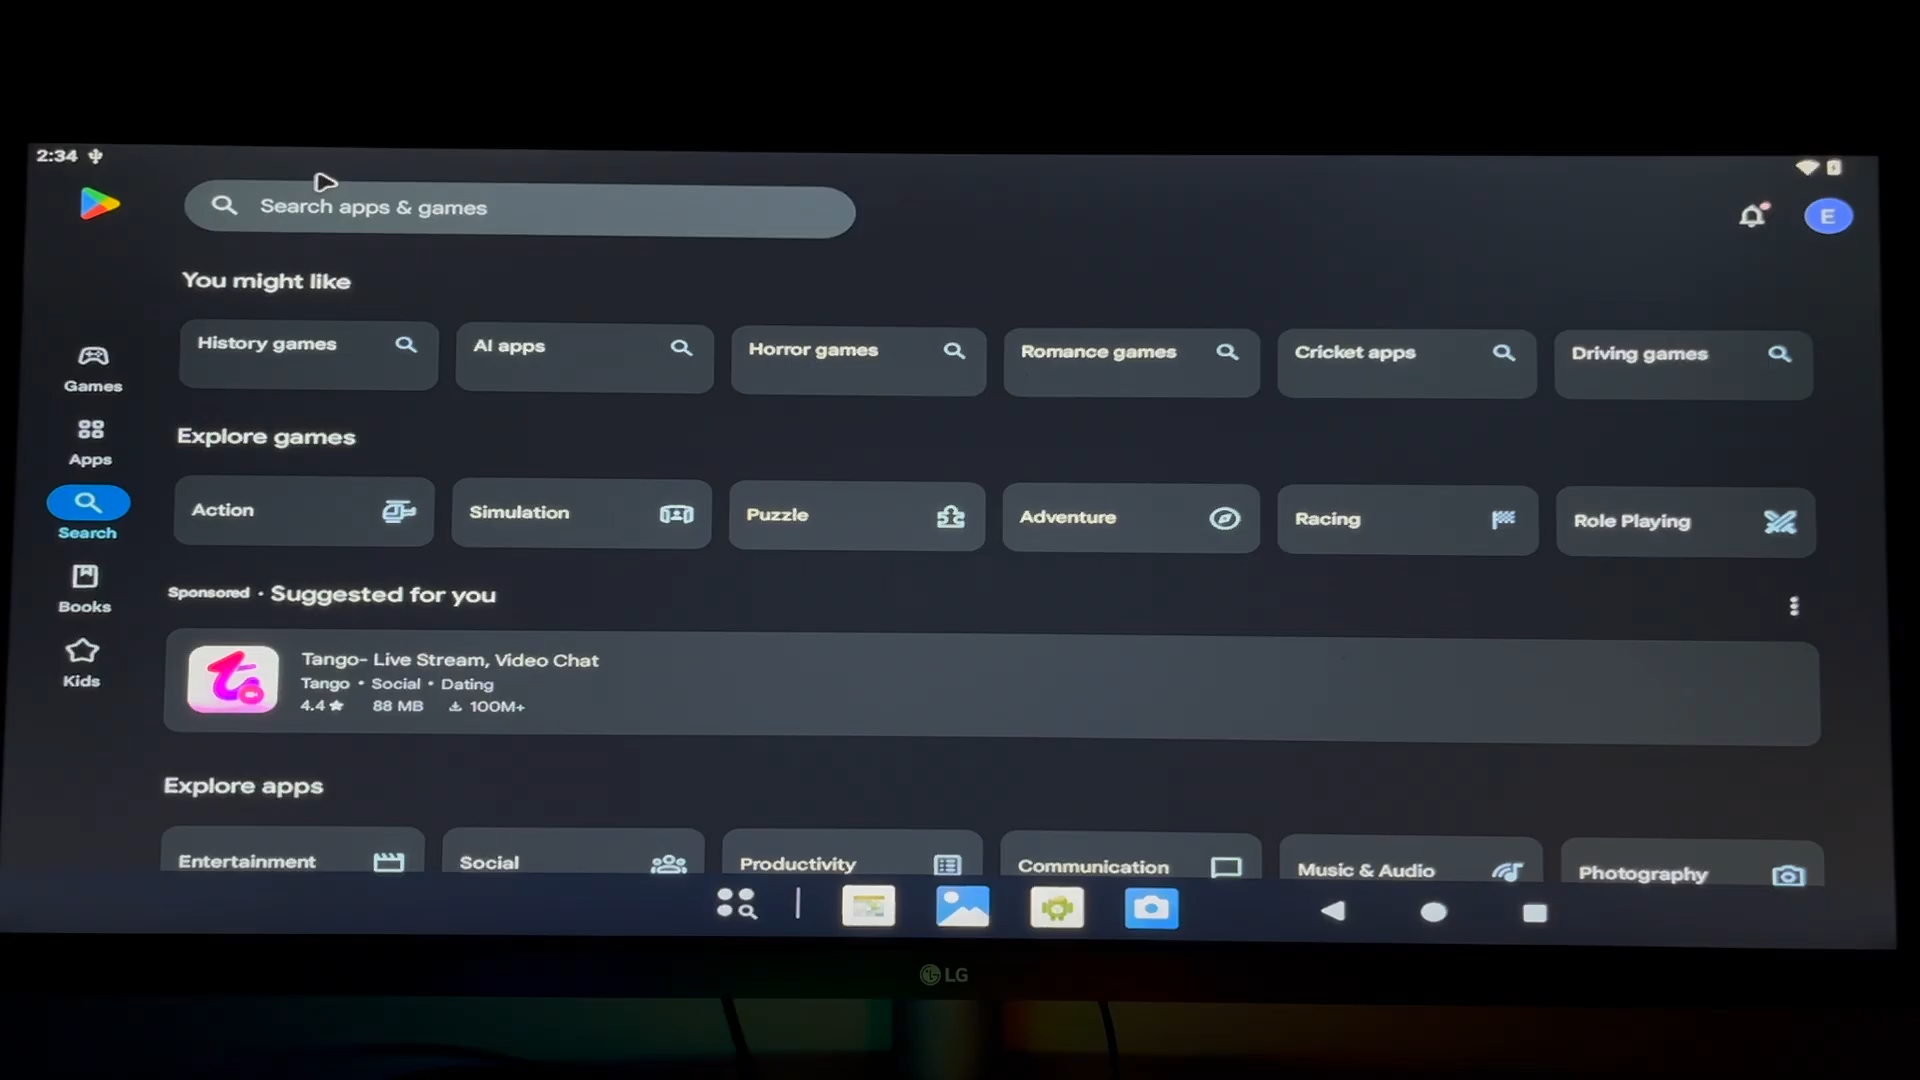 2:34
Search apps & games
E
You might like
History games
AI apps
Horror games
Romance games
Cricket apps
Driving games
Games
Apps
Search
Books
Kids
Explore games
Action
Simulation
Puzzle
Adventure
Racing
Role Playing
Sponsored • Suggested for you
Tango- Live Stream, Video Chat
Tango • Social • Dating
4.4★ 88 MB 100M+
Explore apps
Entertainment
Social
Productivity
Communication
Music & Audio
Photography
LG